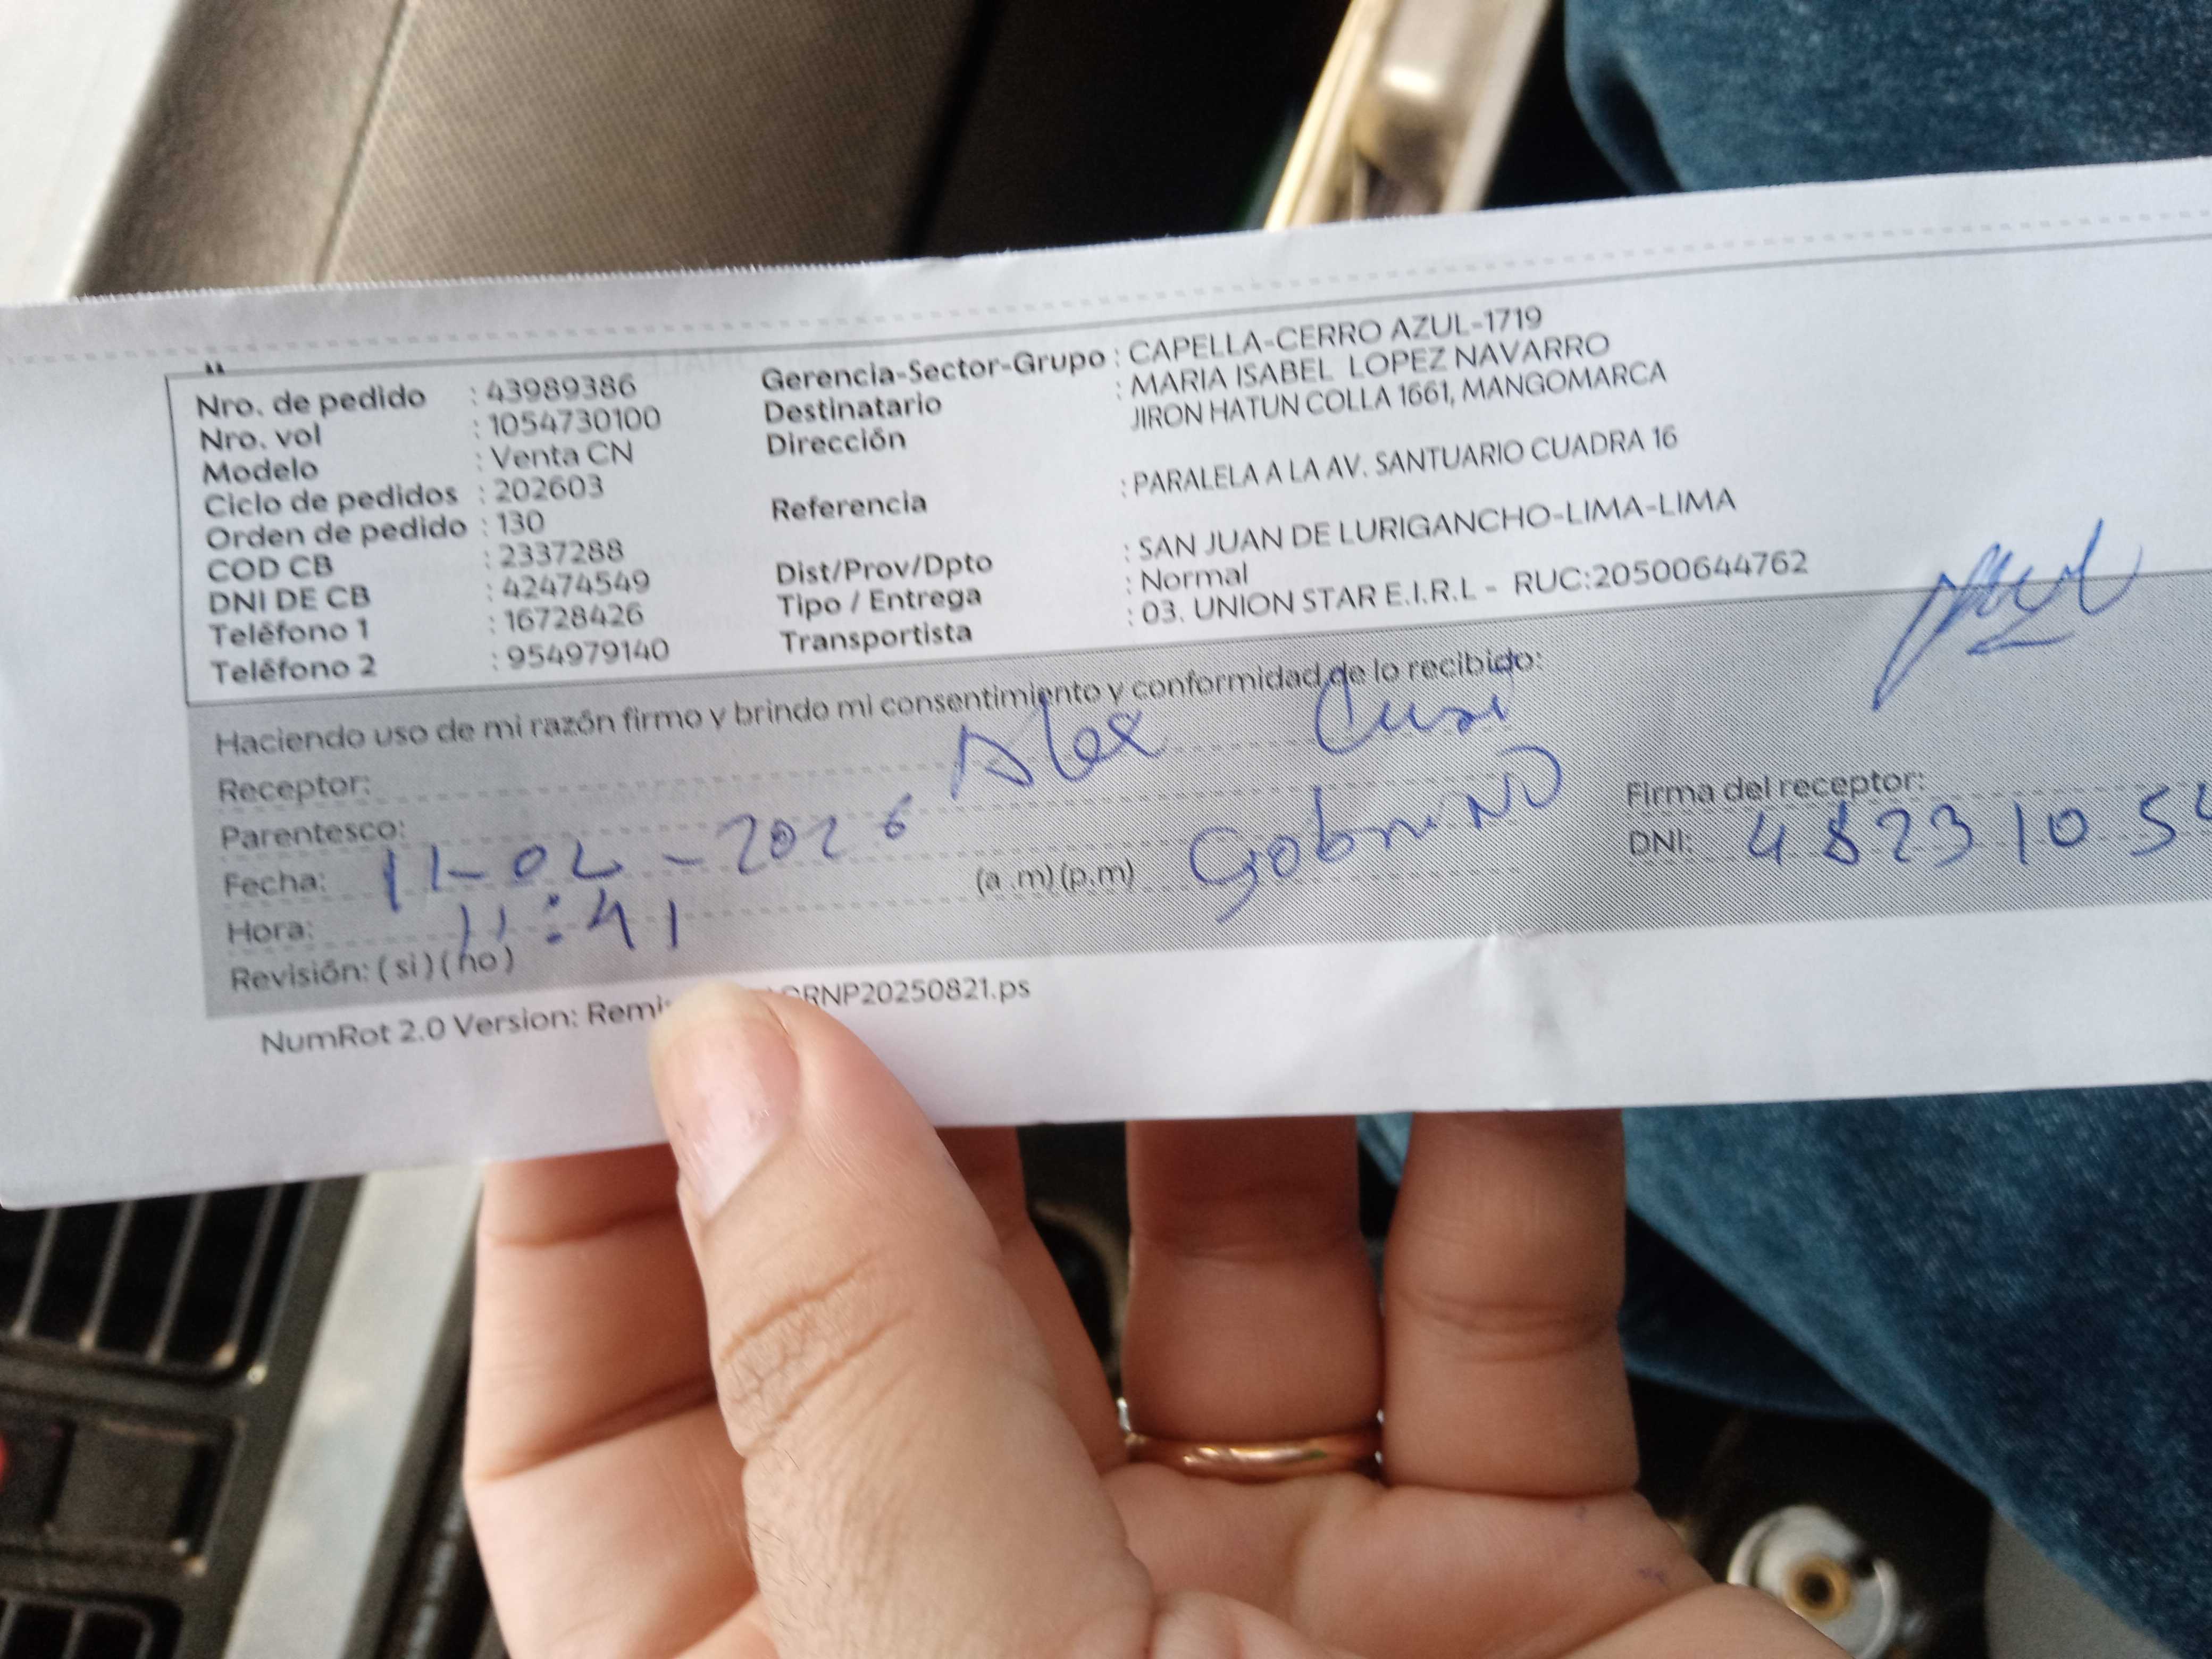 Nro. de pedido : 43989386
Nro. vol : 1054730100
Modelo : Venta CN
Ciclo de pedidos : 202603
Orden de pedido : 130
COD CB : 2337288
DNI DE CB : 42474549
Teléfono 1 : 16728426
Teléfono 2 : 954979140
Gerencia-Sector-Grupo : CAPELLA-CERRO AZUL-1719
Destinatario : MARIA ISABEL LOPEZ NAVARRO
Dirección JIRON HATUN COLLA 1661, MANGOMARCA
Referencia : PARALELA A LA AV. SANTUARIO CUADRA 16
Dist/Prov/Dpto : SAN JUAN DE LURIGANCHO-LIMA-LIMA
Tipo / Entrega : Normal
Transportista : 03. UNION STAR E.I.R.L - RUC:20500644762
Haciendo uso de mi razón firmo y brindo mi consentimiento y conformidad de lo recibido:
Receptor: Alex Cusi
Parentesco: SobriNO
Fecha: 11-02-2026
Hora: 11:41 (a .m)(p.m)
Revisión: (si)(no)
Firma del receptor:
DNI: 4823105
NumRot 2.0 Version: RNP20250821.ps